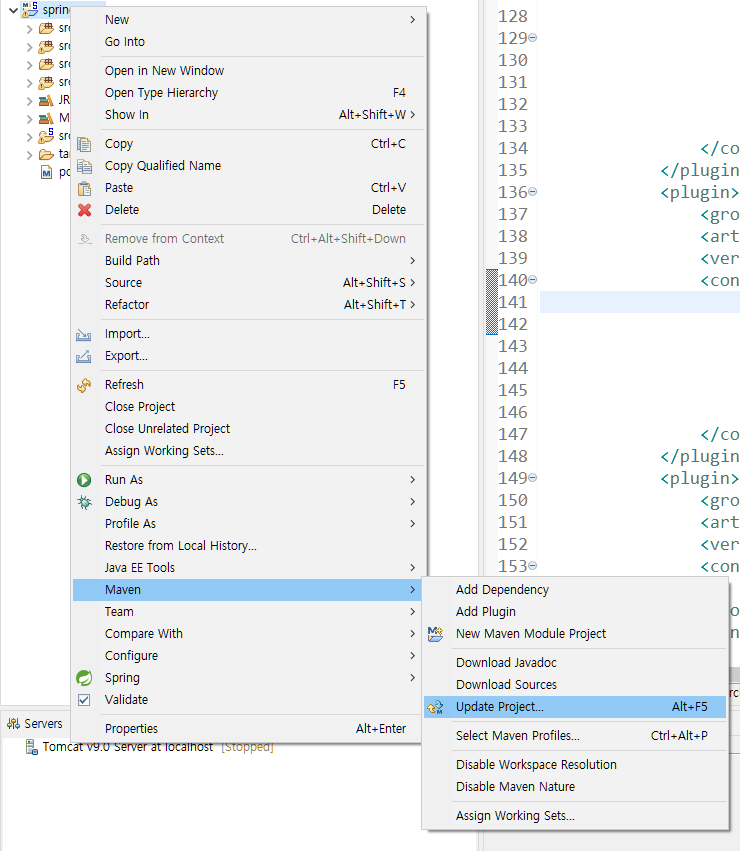 spring
src
src
src
src
JR
M
src
tar
po
New
Go Into
Open in New Window
Open Type Hierarchy F4
Show In Alt+Shift+W
Copy Ctrl+C
Copy Qualified Name
Paste Ctrl+V
Delete Delete
Remove from Context Ctrl+Alt+Shift+Down
Build Path
Source Alt+Shift+S
Refactor Alt+Shift+T
Import...
Export...
Refresh F5
Close Project
Close Unrelated Project
Assign Working Sets...
Run As
Debug As
Profile As
Restore from Local History...
Java EE Tools
Maven
Team
Compare With
Configure
Spring
Validate
Properties Alt+Enter
Add Dependency
Add Plugin
New Maven Module Project
Download Javadoc
Download Sources
Update Project... Alt+F5
Select Maven Profiles... Ctrl+Alt+P
Disable Workspace Resolution
Disable Maven Nature
Assign Working Sets...
128
129
130
131
132
133
134 </co
135 </plugin
136 <plugin>
137 <gro
138 <art
139 <ver
140 <con
141
142
143
144
145
146
147 </co
148 </plugin
149 <plugin>
150 <gro
151 <art
152 <ver
153 <con
Servers
Tomcat v9.0 Server at localhost [Stopped]